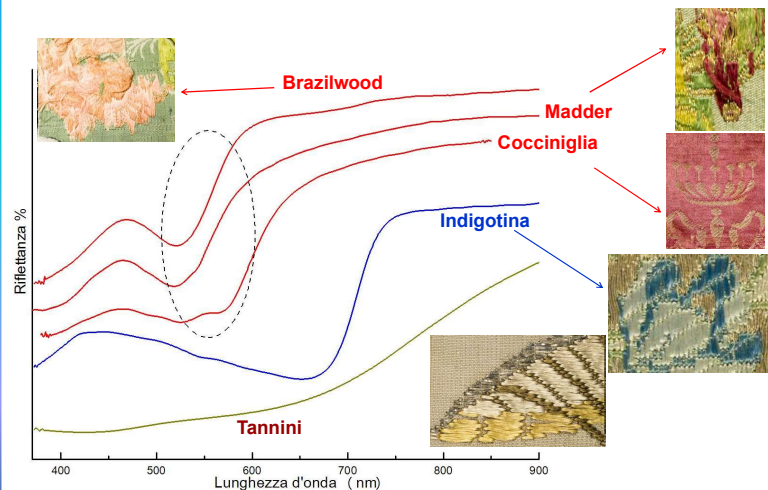 Brazilwood
Madder
Cocciniglia
Indigotina
Tannini
Riflettanza %
400 500 600 700 800 900
Lunghezza d'onda ( nm)